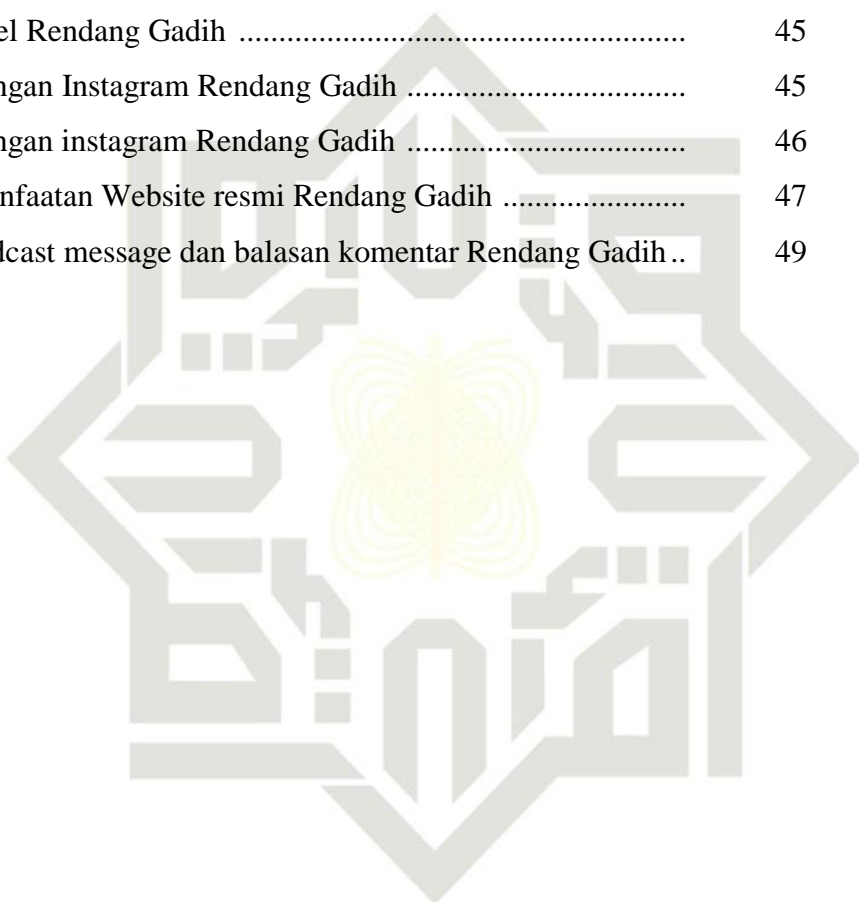 el Rendang Gadih ........................................................ 45
ngan Instagram Rendang Gadih ................................... 45
ngan instagram Rendang Gadih ................................... 46
nfaatan Website resmi Rendang Gadih ....................... 47
dcast message dan balasan komentar Rendang Gadih .. 49